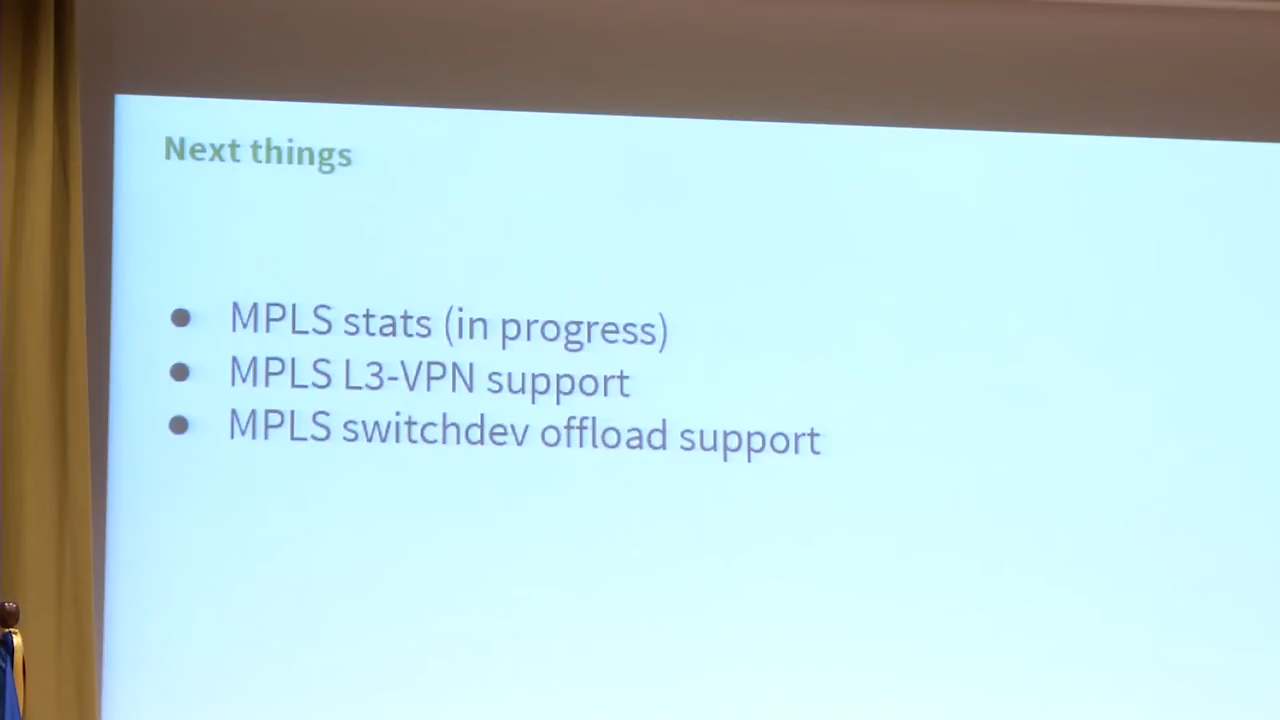 Next things
● MPLS stats (in progress)
● MPLS L3-VPN support
● MPLS switchdev offload support